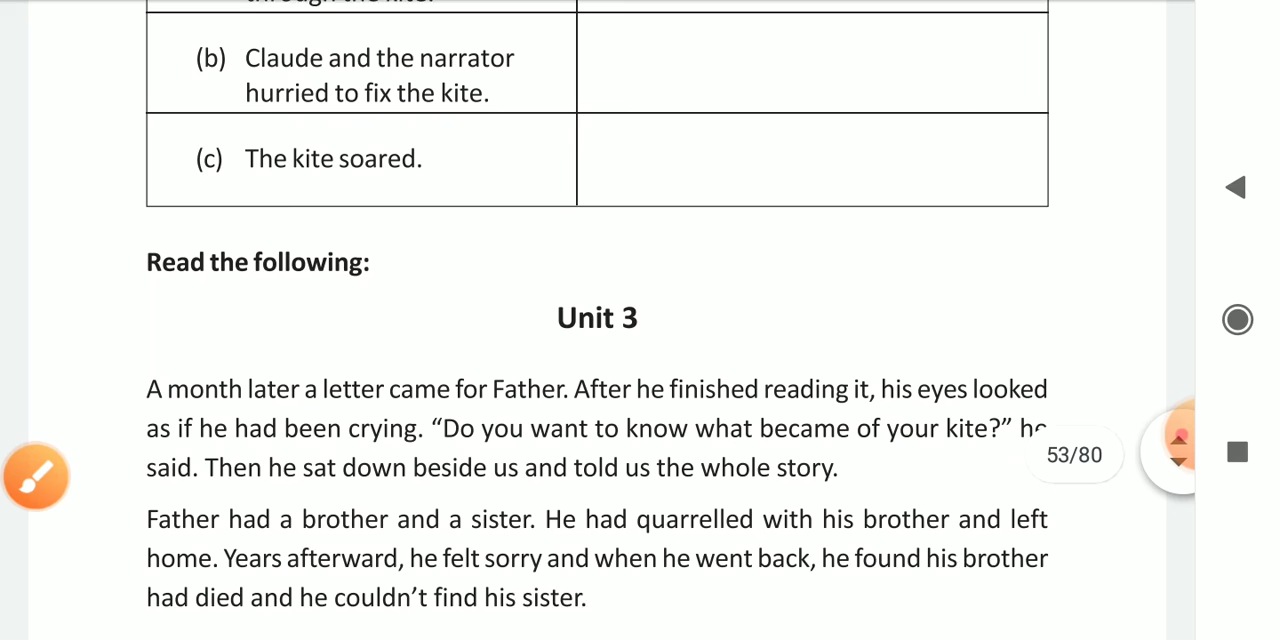 through the kite.
(b) Claude and the narrator
hurried to fix the kite.
(c) The kite soared.
Read the following:
Unit 3
A month later a letter came for Father. After he finished reading it, his eyes looked
as if he had been crying. “Do you want to know what became of your kite?” he
said. Then he sat down beside us and told us the whole story.
53/80
Father had a brother and a sister. He had quarrelled with his brother and left
home. Years afterward, he felt sorry and when he went back, he found his brother
had died and he couldn’t find his sister.